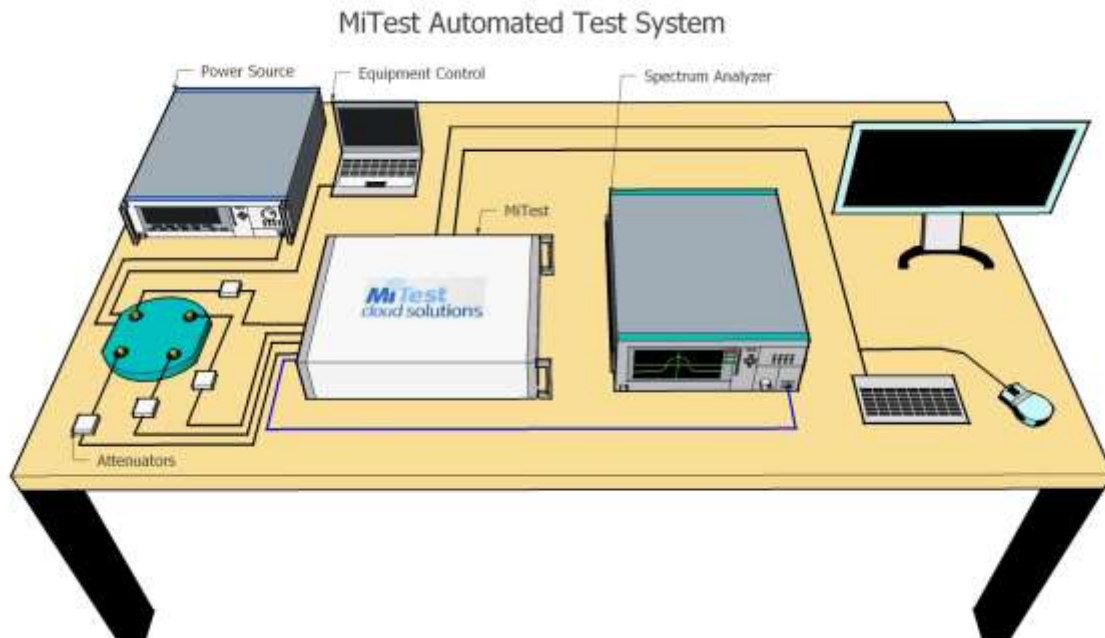 MiTest Automated Test System
Power Source
Equipment Control
Spectrum Analyzer
MiTest
MiTest
cloud solutions
Attenuators